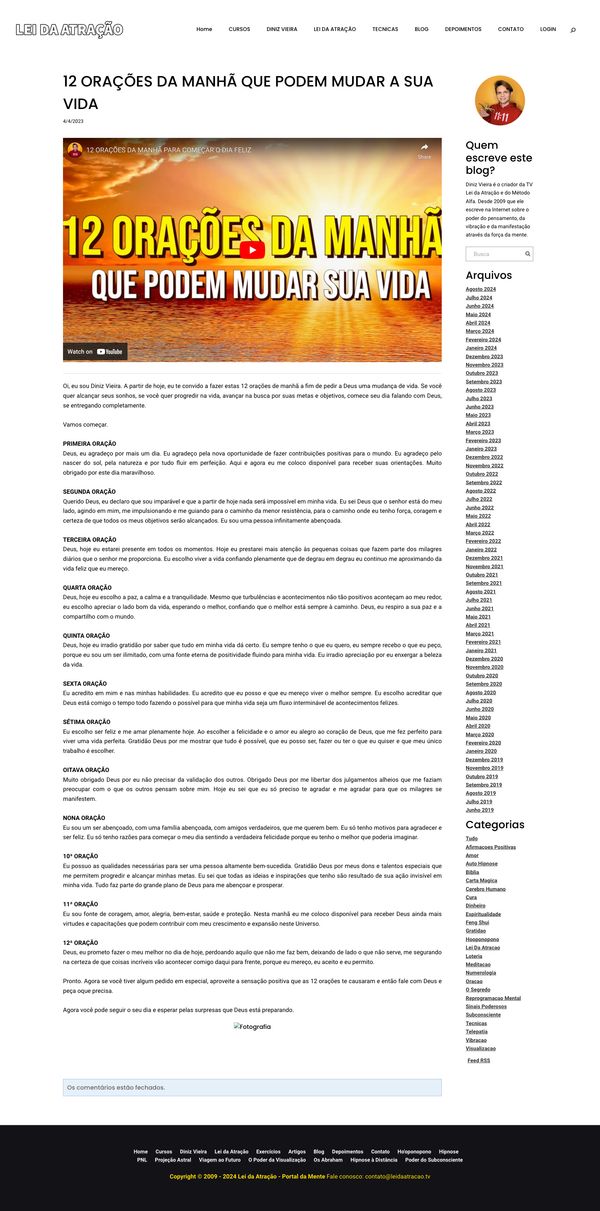 LEI DA ATRAÇÃO
Home CURSOS DINIZ VIEIRA LEI DA ATRAÇÃO TECNICAS BLOG DEPOIMENTOS CONTATO LOGIN
12 ORAÇÕES DA MANHÃ QUE PODEM MUDAR A SUA
VIDA
4/4/2023
12 ORAÇÕES DA MANHÃ PARA COMEÇAR O DIA FELIZ
Share
12 ORAÇÕES DA MANHÃ
QUE PODEM MUDAR SUA VIDA
Watch on YouTube
Oi, eu sou Diniz Vieira. A partir de hoje, eu te convido a fazer estas 12 orações de manhã a fim de pedir a Deus uma mudança de vida. Se você
quer alcançar seus sonhos, se você quer progredir na vida, avançar na busca por suas metas e objetivos, comece seu dia falando com Deus,
se entregando completamente.
Vamos começar.
PRIMEIRA ORAÇÃO
Deus, eu agradeço por mais um dia. Eu agradeço pela nova oportunidade de fazer contribuições positivas para o mundo. Eu agradeço pelo
nascer do sol, pela natureza e por tudo fluir em perfeição. Aqui e agora eu me coloco disponível para receber suas orientações. Muito
obrigado por este dia maravilhoso.
SEGUNDA ORAÇÃO
Querido Deus, eu declaro que sou imparável e que a partir de hoje nada será impossível em minha vida. Eu sei Deus que o senhor está do meu
lado, agindo em mim, me impulsionando e me guiando para o caminho da menor resistência, para o caminho onde eu tenho força, coragem e
certeza de que todos os meus objetivos serão alcançados. Eu sou uma pessoa infinitamente abençoada.
TERCEIRA ORAÇÃO
Deus, hoje eu estarei presente em todos os momentos. Hoje eu prestarei mais atenção às pequenas coisas que fazem parte dos milagres
diários que o senhor me proporciona. Eu escolho viver a vida confiando plenamente que de degrau em degrau eu continuo me aproximando da
vida feliz que eu mereço.
QUARTA ORAÇÃO
Deus, hoje eu escolho a paz, a calma e a tranquilidade. Mesmo que turbulências e acontecimentos não tão positivos aconteçam ao meu redor,
eu escolho apreciar o lado bom da vida, esperando o melhor, confiando que o melhor está sempre à caminho. Deus, eu respiro a sua paz e a
compartilho com o mundo.
QUINTA ORAÇÃO
Deus, hoje eu irradio gratidão por saber que tudo em minha vida dá certo. Eu sempre tenho o que eu quero, eu sempre recebo o que eu peço,
porque eu sou um ser ilimitado, com uma fonte eterna de positividade fluindo para minha vida. Eu irradio apreciação por eu enxergar a beleza
da vida.
SEXTA ORAÇÃO
Eu acredito em mim e nas minhas habilidades. Eu acredito que eu posso e que eu mereço viver o melhor sempre. Eu escolho acreditar que
Deus está comigo o tempo todo fazendo o possível para que minha vida seja um fluxo interminável de acontecimentos felizes.
SÉTIMA ORAÇÃO
Eu escolho ser feliz e me amar plenamente hoje. Ao escolher a felicidade e o amor eu alegro ao coração de Deus, que me fez perfeito para
viver uma vida perfeita. Gratidão Deus por me mostrar que tudo é possível, que eu posso ser, fazer ou ter o que eu quiser e que meu único
trabalho é escolher.
OITAVA ORAÇÃO
Muito obrigado Deus por eu não precisar da validação dos outros. Obrigado Deus por me libertar dos julgamentos alheios que me faziam
preocupar com o que os outros pensam sobre mim. Hoje eu sei que eu só preciso te agradar e me agradar para que os milagres se
manifestem.
NONA ORAÇÃO
Eu sou um ser abençoado, com uma família abençoada, com amigos verdadeiros, que me querem bem. Eu só tenho motivos para agradecer e
ser feliz. Eu só tenho razões para começar o meu dia sentindo a verdadeira felicidade porque eu tenho o melhor que poderia imaginar.
10ª ORAÇÃO
Eu possuo as qualidades necessárias para ser uma pessoa altamente bem-sucedida. Gratidão Deus por meus dons e talentos especiais que
me permitem progredir e alcançar minhas metas. Eu sei que todas as ideias e inspirações que tenho são resultado de sua ação invisível em
minha vida. Tudo faz parte do grande plano de Deus para me abençoar e prosperar.
11ª ORAÇÃO
Eu sou fonte de coragem, amor, alegria, bem-estar, saúde e proteção. Nesta manhã eu me coloco disponível para receber Deus ainda mais
virtudes e capacitações que podem contribuir com meu crescimento e expansão neste Universo.
12ª ORAÇÃO
Deus, eu prometo fazer o meu melhor no dia de hoje, perdoando aquilo que não me faz bem, deixando de lado o que não serve, me segurando
na certeza de que coisas incríveis vão acontecer comigo daqui para frente, porque eu mereço, eu aceito e eu permito.
Pronto. Agora se você tiver algum pedido em especial, aproveite a sensação positiva que as 12 orações te causaram e então fale com Deus e
peça oque precisa.
Agora você pode seguir o seu dia e esperar pelas surpresas que Deus está preparando.
Fotografia
Os comentários estão fechados.
11:11
Quem
escreve este
blog?
Diniz Vieira é o criador da TV
Lei da Atração e do Método
Alfa. Desde 2009 que ele
escreve na Internet sobre o
poder do pensamento, da
vibração e da manifestação
através da força da mente.
Busca
Arquivos
Agosto 2024
Julho 2024
Junho 2024
Maio 2024
Abril 2024
Março 2024
Fevereiro 2024
Janeiro 2024
Dezembro 2023
Novembro 2023
Outubro 2023
Setembro 2023
Agosto 2023
Julho 2023
Junho 2023
Maio 2023
Abril 2023
Março 2023
Fevereiro 2023
Janeiro 2023
Dezembro 2022
Novembro 2022
Outubro 2022
Setembro 2022
Agosto 2022
Julho 2022
Junho 2022
Maio 2022
Abril 2022
Março 2022
Fevereiro 2022
Janeiro 2022
Dezembro 2021
Novembro 2021
Outubro 2021
Setembro 2021
Agosto 2021
Julho 2021
Junho 2021
Maio 2021
Abril 2021
Março 2021
Fevereiro 2021
Janeiro 2021
Dezembro 2020
Novembro 2020
Outubro 2020
Setembro 2020
Agosto 2020
Julho 2020
Junho 2020
Maio 2020
Abril 2020
Março 2020
Fevereiro 2020
Janeiro 2020
Dezembro 2019
Novembro 2019
Outubro 2019
Setembro 2019
Agosto 2019
Julho 2019
Junho 2019
Categorias
Tudo
Afirmacoes Positivas
Amor
Auto Hipnose
Biblia
Carta Magica
Cerebro Humano
Cura
Dinheiro
Espiritualidade
Feng Shui
Gratidao
Hooponopono
Lei Da Atracao
Loteria
Meditacao
Numerologia
Oracao
O Segredo
Reprogramacao Mental
Sinais Poderosos
Subconsciente
Tecnicas
Telepatia
Vibracao
Visualizacao
Feed RSS
Home Cursos Diniz Vieira Lei da Atração Exercícios Artigos Blog Depoimentos Contato Ho'oponopono Hipnose
PNL Projeção Astral Viagem ao Futuro O Poder da Visualização Os Abraham Hipnose à Distância Poder do Subconsciente
Copyright © 2009 - 2024 Lei da Atração - Portal da Mente Fale conosco: contato@leidaatracao.tv